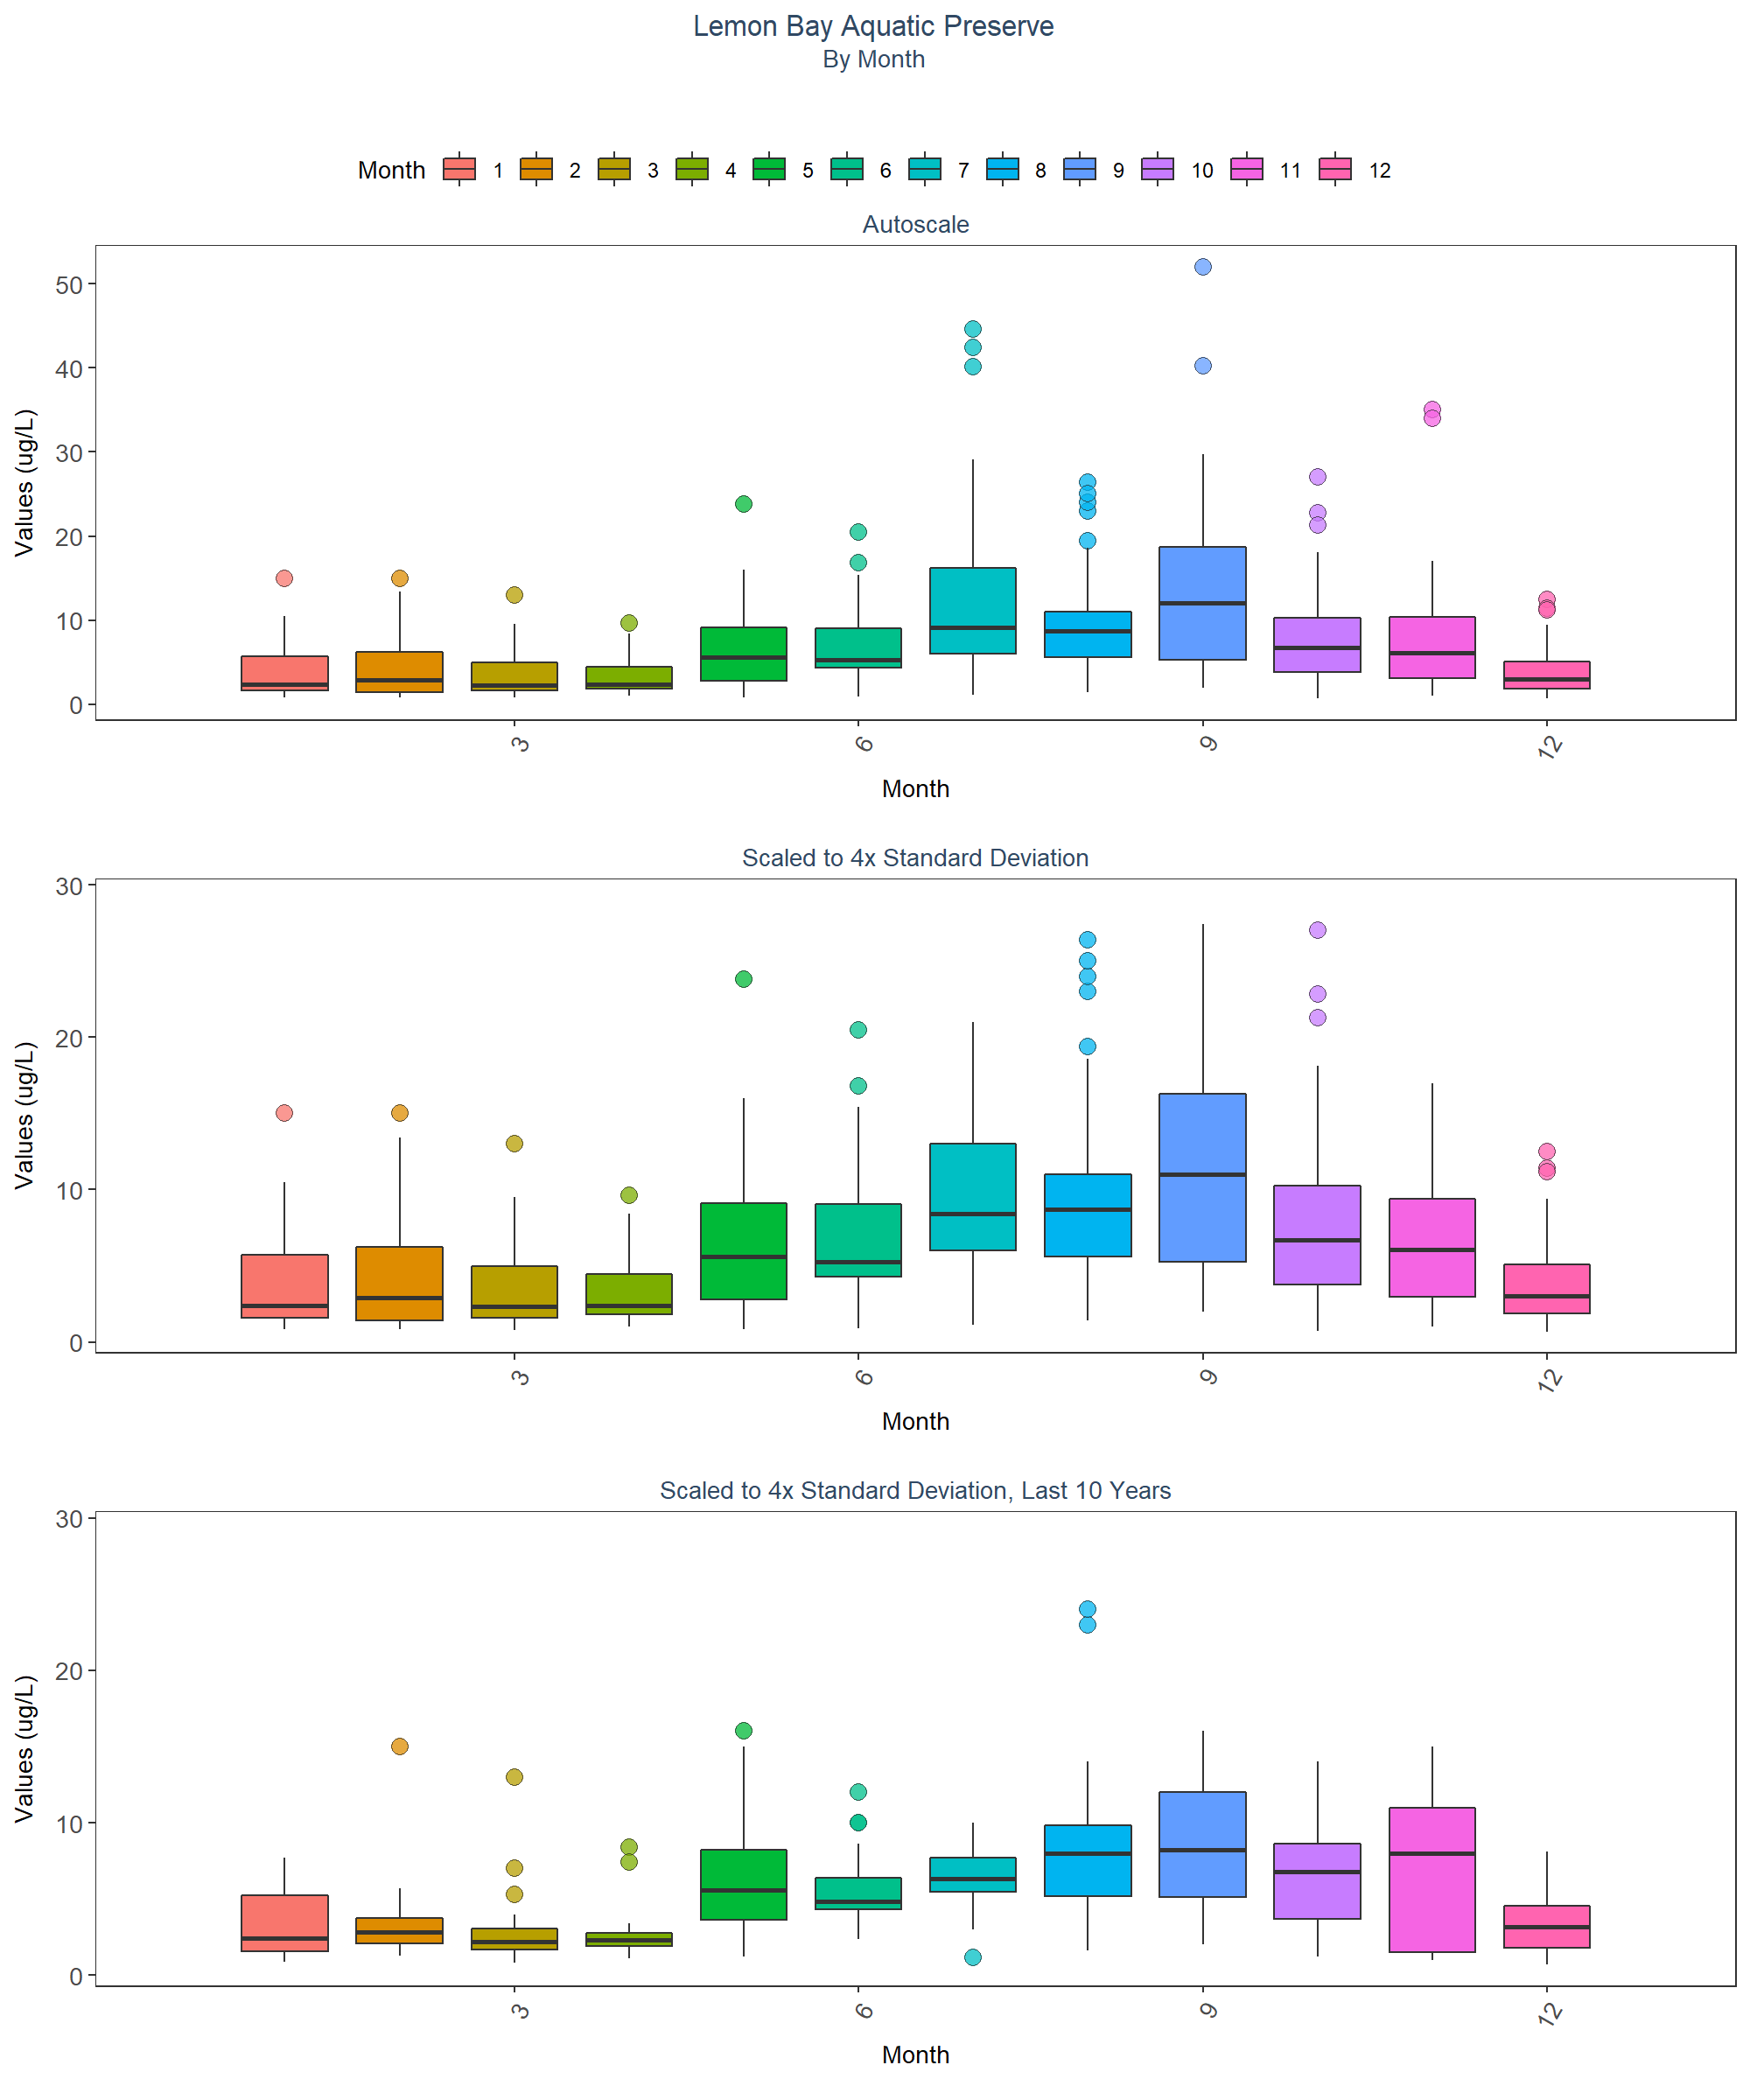 Lemon Bay Aquatic Preserve
By Month
Month 1 2 3 4 5 6 7 8 9 10 11 12
Autoscale
Values (ug/L)
50
40
30
20
10
0
3 6 9 12
Month
Scaled to 4x Standard Deviation
Values (ug/L)
30
20
10
0
3 6 9 12
Month
Scaled to 4x Standard Deviation, Last 10 Years
Values (ug/L)
30
20
10
0
3 6 9 12
Month